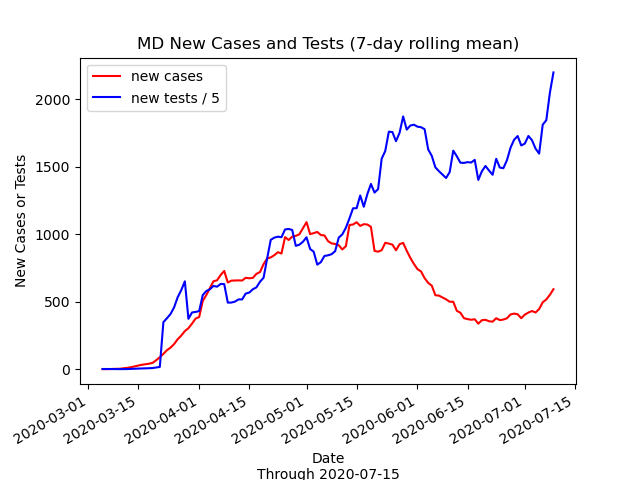 MD New Cases and Tests (7-day rolling mean)
new cases
new tests / 5
New Cases or Tests
2000
1500
1000
500
0
2020-03-01
2020-03-15
2020-04-01
2020-04-15
2020-05-01
2020-05-15
2020-06-01
2020-06-15
2020-07-01
2020-07-15
Date
Through 2020-07-15